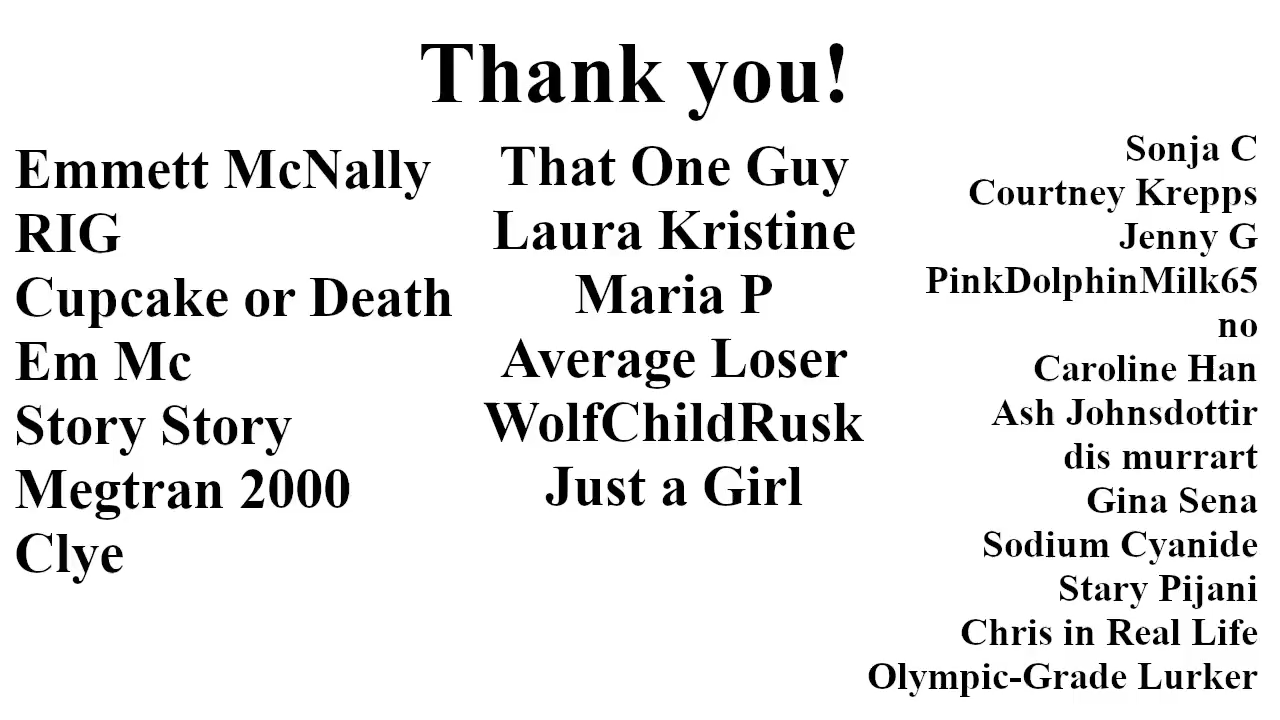 Thank you!
Emmett McNally
RIG
Cupcake or Death
Em Mc
Story Story
Megtran 2000
Clye
That One Guy
Laura Kristine
Maria P
Average Loser
WolfChildRusk
Just a Girl
Sonja C
Courtney Krepps
Jenny G
PinkDolphinMilk65
no
Caroline Han
Ash Johnsdottir
dis murrart
Gina Sena
Sodium Cyanide
Stary Pijani
Chris in Real Life
Olympic-Grade Lurker